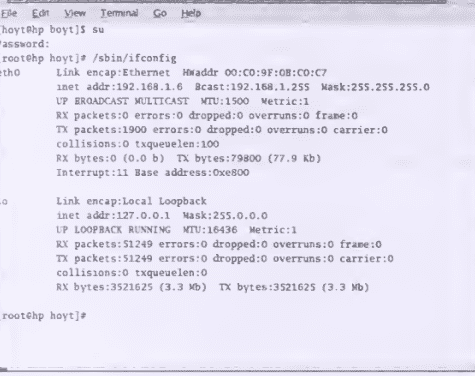 File Edit View Terminal Go Help
[hoyt@hp hoyt]$ su
Password:
[root@hp hoyt]# /sbin/ifconfig
eth0 Link encap:Ethernet HWaddr 00:C0:9F:0B:C0:C7
inet addr:192.168.1.6 Bcast:192.168.1.255 Mask:255.255.255.0
UP BROADCAST MULTICAST MTU:1500 Metric:1
RX packets:0 errors:0 dropped:0 overruns:0 frame:0
TX packets:1900 errors:0 dropped:0 overruns:0 carrier:0
collisions:0 txqueuelen:100
RX bytes:0 (0.0 b) TX bytes:79800 (77.9 Kb)
Interrupt:11 Base address:0xe800
lo Link encap:Local Loopback
inet addr:127.0.0.1 Mask:255.0.0.0
UP LOOPBACK RUNNING MTU:16436 Metric:1
RX packets:51249 errors:0 dropped:0 overruns:0 frame:0
TX packets:51249 errors:0 dropped:0 overruns:0 carrier:0
collisions:0 txqueuelen:0
RX bytes:3521625 (3.3 Mb) TX bytes:3521625 (3.3 Mb)
[root@hp hoyt]#